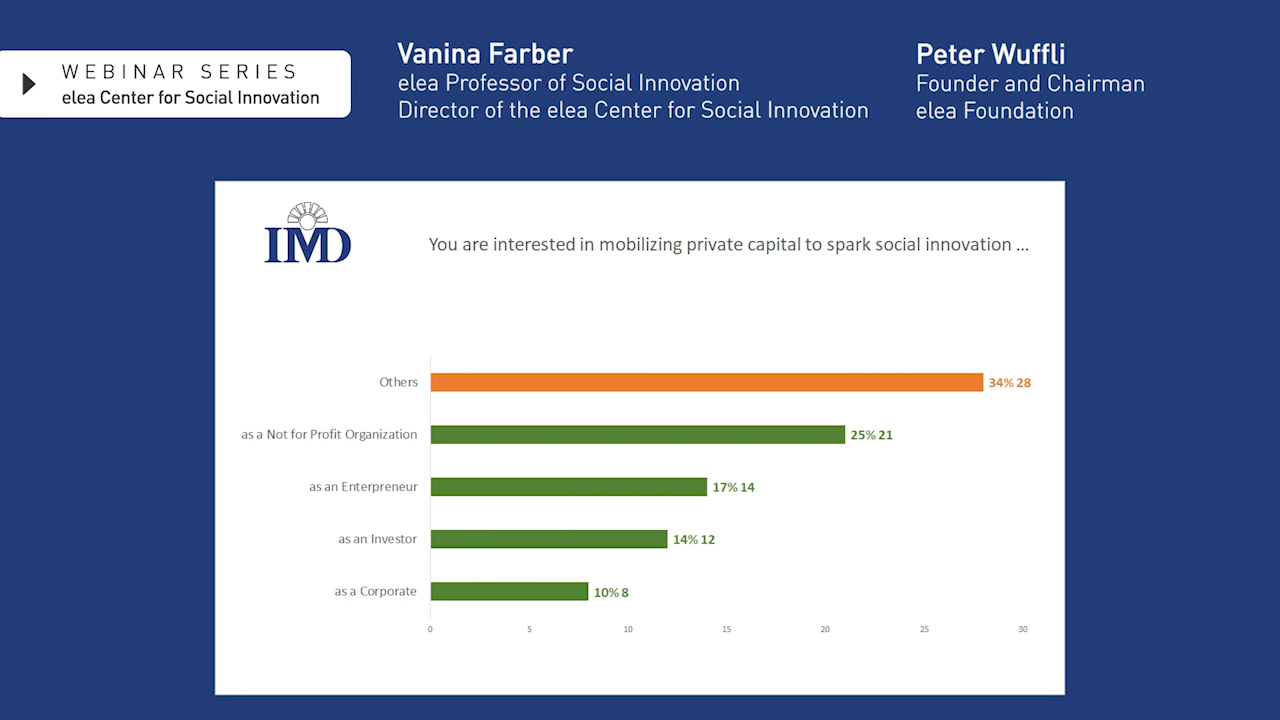 WEBINAR SERIES
elea Center for Social Innovation
Vanina Farber
elea Professor of Social Innovation
Director of the elea Center for Social Innovation
Peter Wuffli
Founder and Chairman
elea Foundation
IMD
You are interested in mobilizing private capital to spark social innovation ...
Others
34% 28
as a Not for Profit Organization
25% 21
as an Enterpreneur
17% 14
as an Investor
14% 12
as a Corporate
10% 8
0 5 10 15 20 25 30